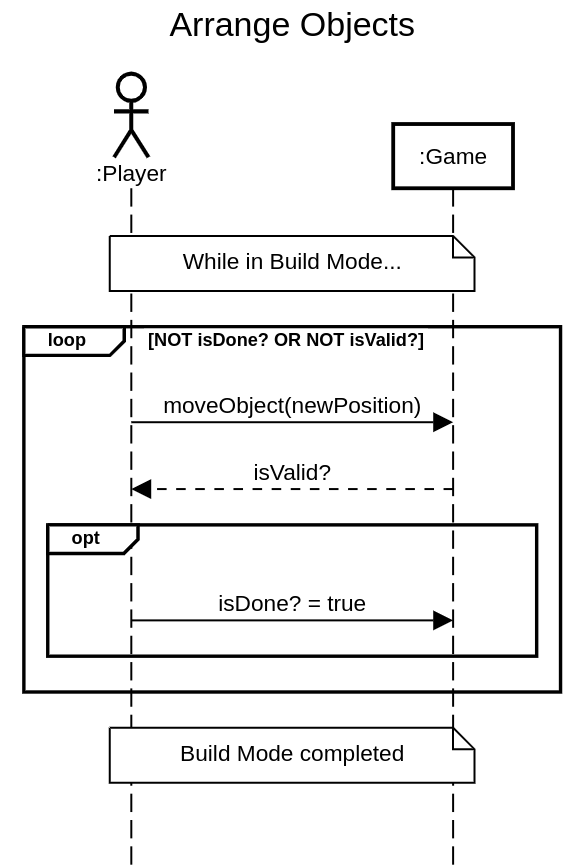 Arrange Objects
:Player
:Game
While in Build Mode...
loop [NOT isDone? OR NOT isValid?]
moveObject(newPosition)
isValid?
opt
isDone? = true
Build Mode completed